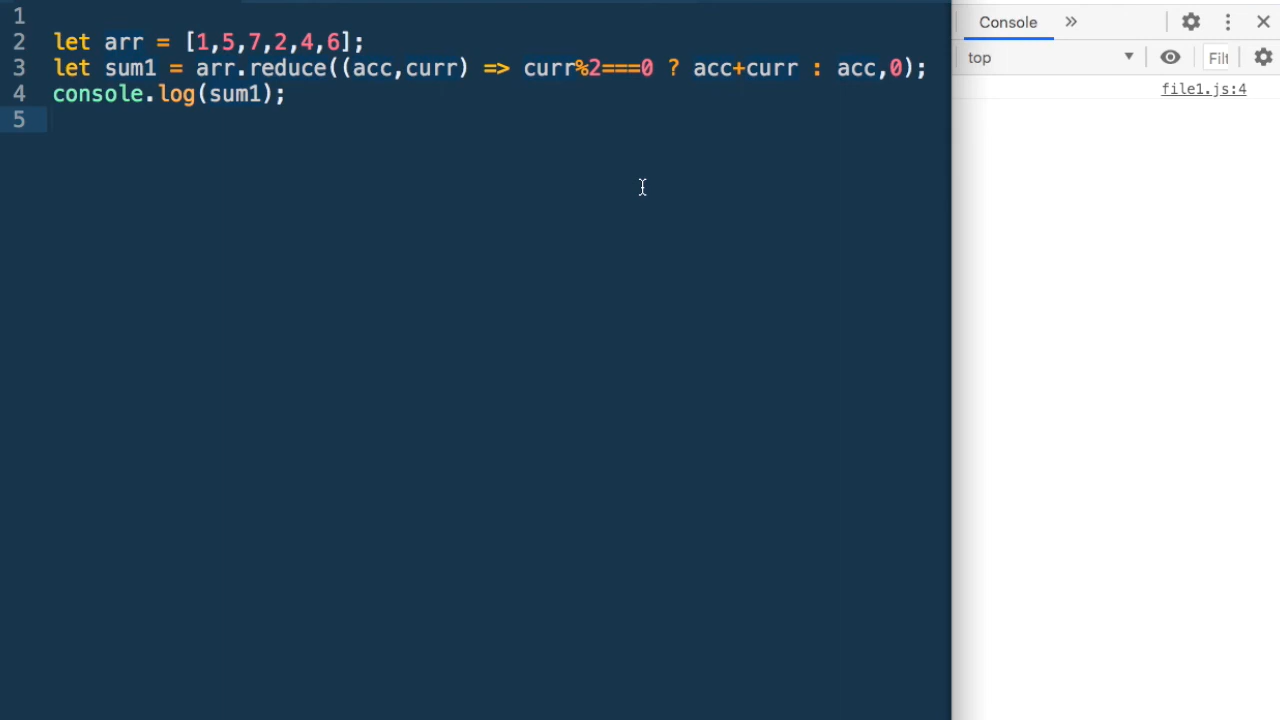 1
2 let arr = [1,5,7,2,4,6];
3 let sum1 = arr.reduce((acc,curr) => curr%2===0 ? acc+curr : acc,0);
4 console.log(sum1);
5
Console »
top
Filt
file1.js:4